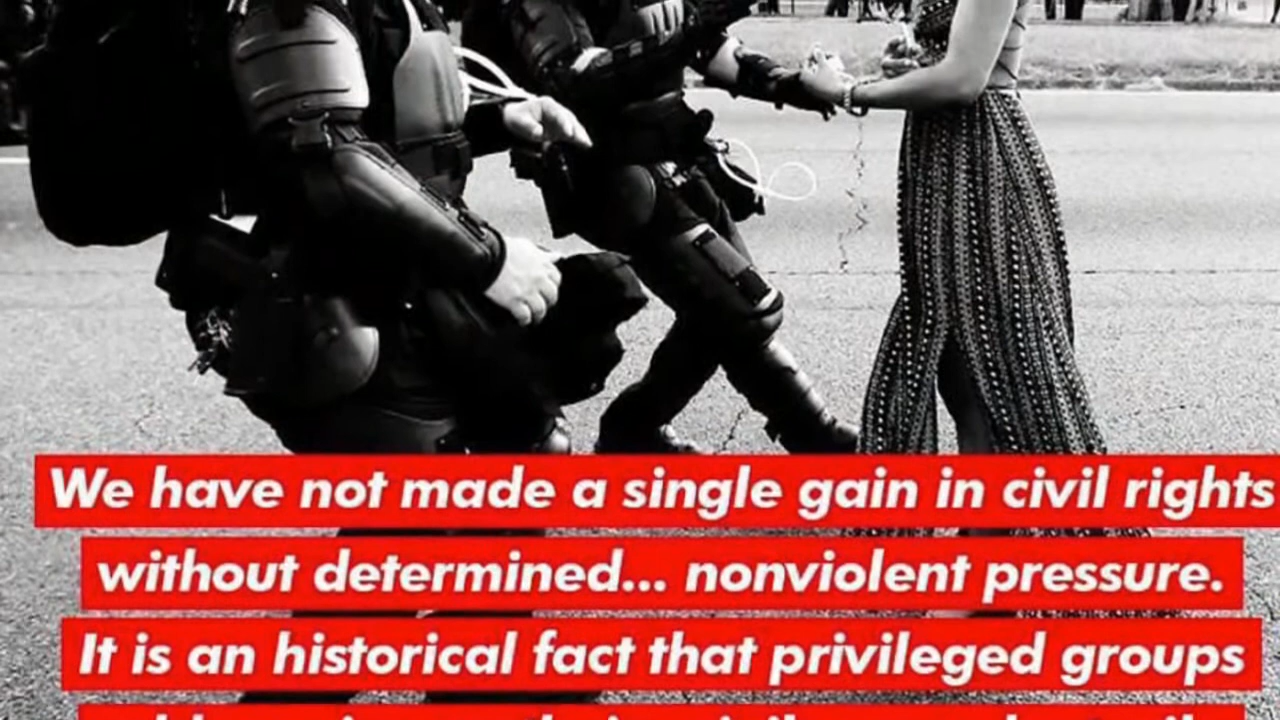 We have not made a single gain in civil rights
without determined... nonviolent pressure.
It is an historical fact that privileged groups